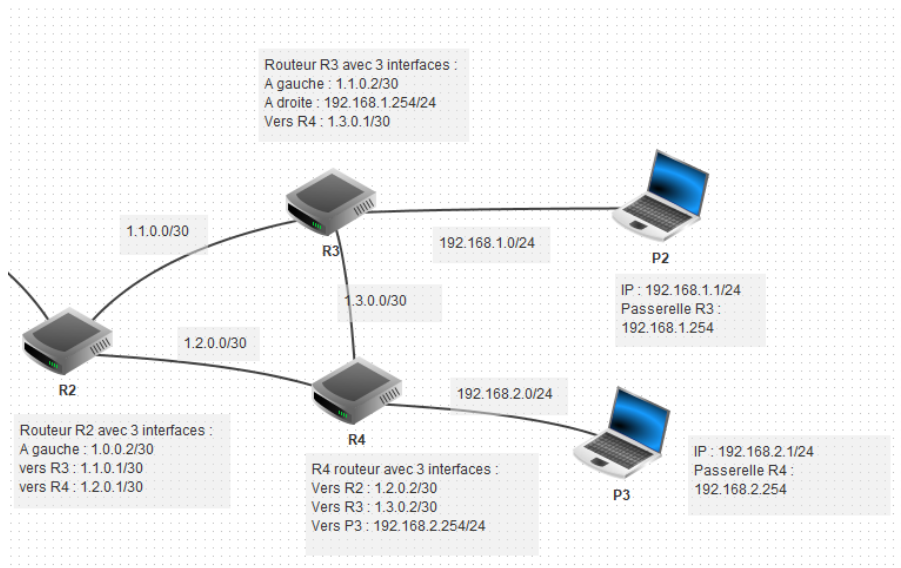 Routeur R3 avec 3 interfaces :
A gauche : 1.1.0.2/30
A droite : 192.168.1.254/24
Vers R4 : 1.3.0.1/30
R3
1.1.0.0/30
192.168.1.0/24
P2
IP : 192.168.1.1/24
Passerelle R3 :
192.168.1.254
1.3.0.0/30
1.2.0.0/30
R2
Routeur R2 avec 3 interfaces :
A gauche : 1.0.0.2/30
vers R3 : 1.1.0.1/30
vers R4 : 1.2.0.1/30
R4
192.168.2.0/24
R4 routeur avec 3 interfaces :
Vers R2 : 1.2.0.2/30
Vers R3 : 1.3.0.2/30
Vers P3 : 192.168.2.254/24
P3
IP : 192.168.2.1/24
Passerelle R4 :
192.168.2.254